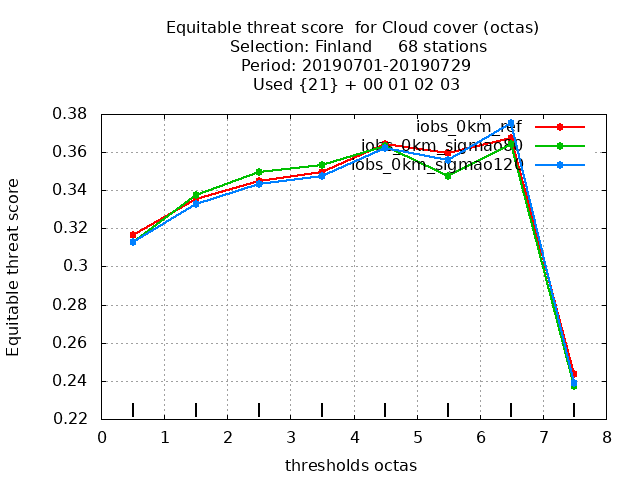 Equitable threat score for Cloud cover (octas)
Selection: Finland 68 stations
Period: 20190701-20190729
Used {21} + 00 01 02 03
0.38
iobs_0km_ref
0.36
iobs_0km_sigmao80
iobs_0km_sigmao120
0.34
0.32
0.3
0.28
0.26
0.24
0.22
Equitable threat score
0 1 2 3 4 5 6 7 8
thresholds octas